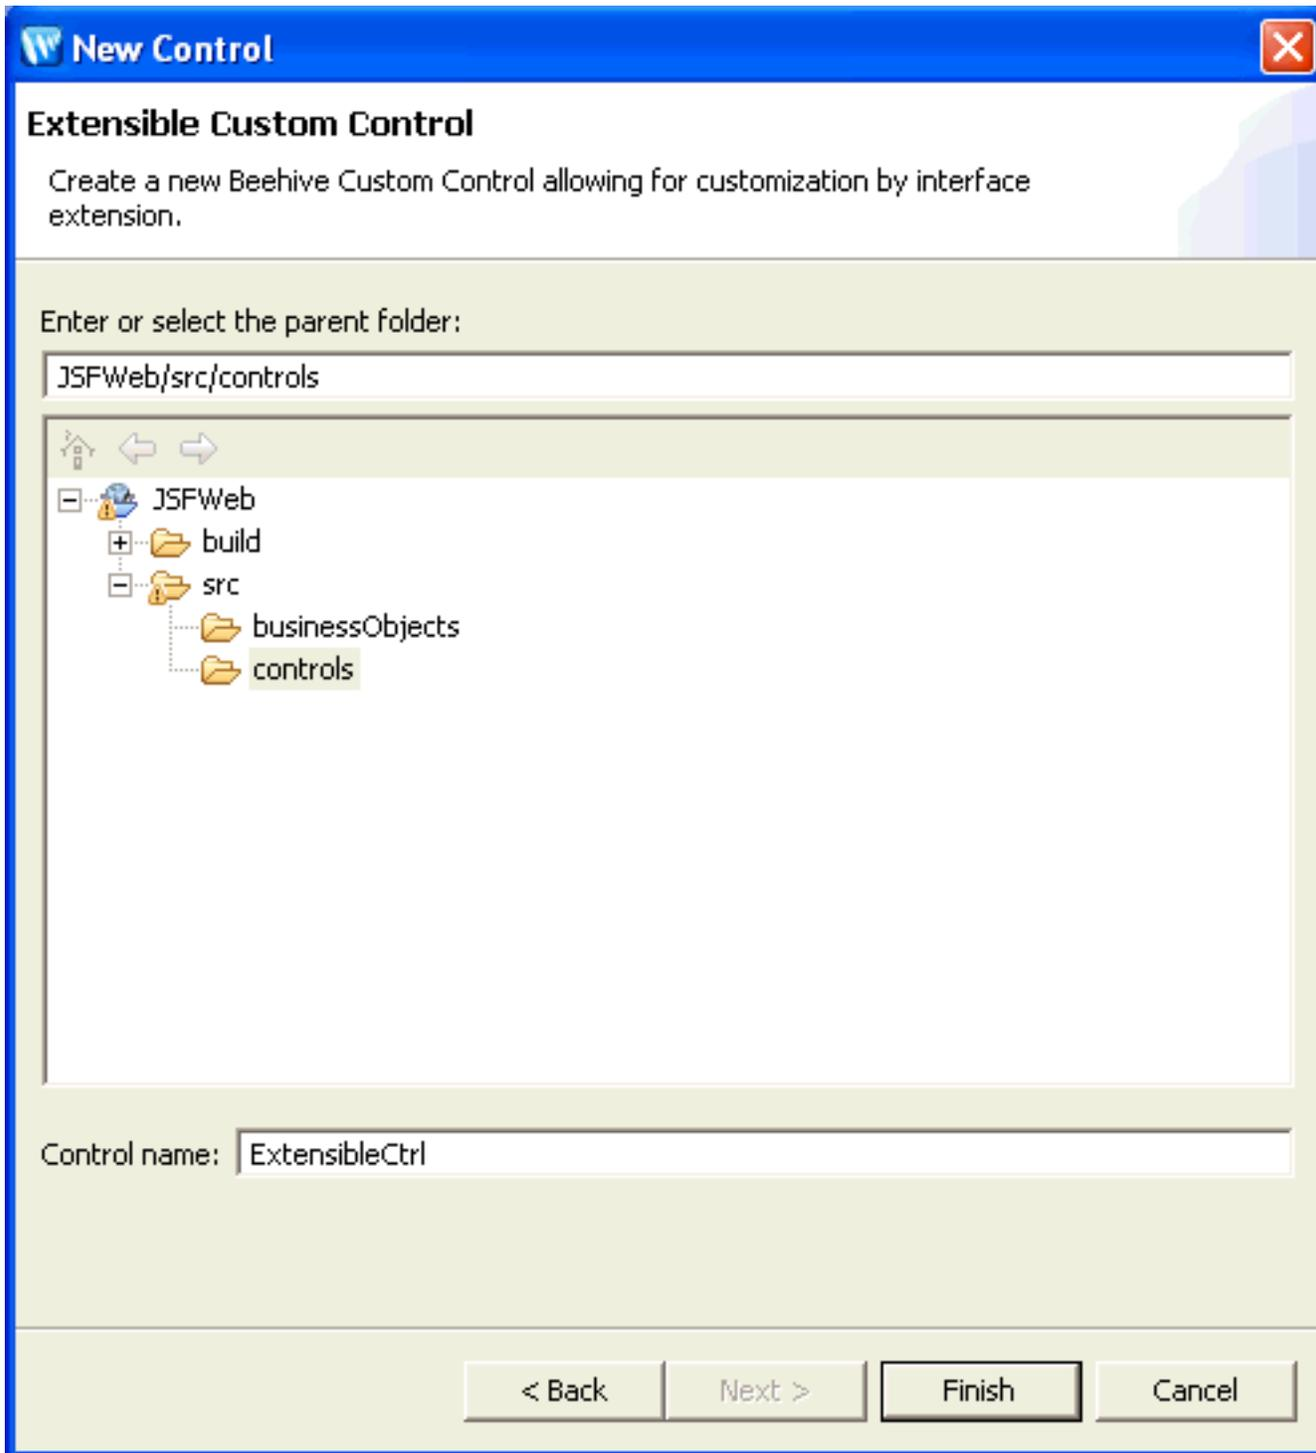 New Control
Extensible Custom Control
Create a new Beehive Custom Control allowing for customization by interface
extension.
Enter or select the parent folder:
JSFWeb/src/controls
JSFWeb
build
src
businessObjects
controls
Control name: ExtensibleCtrl
< Back Next > Finish Cancel